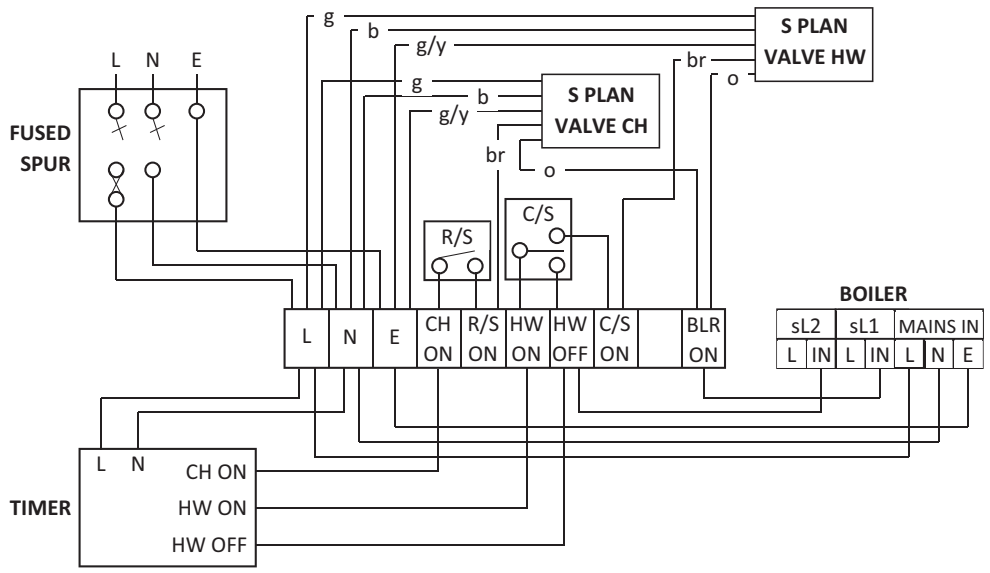 g
b
g/y
S PLAN
VALVE HW
br
o
L N E
g
b
g/y
S PLAN
VALVE CH
br
o
FUSED
SPUR
R/S
C/S
BOILER
sL2 sL1 MAINS IN
L IN L IN L N E
L N E CH ON R/S ON HW ON HW OFF C/S ON BLR ON
L N
CH ON
HW ON
HW OFF
TIMER